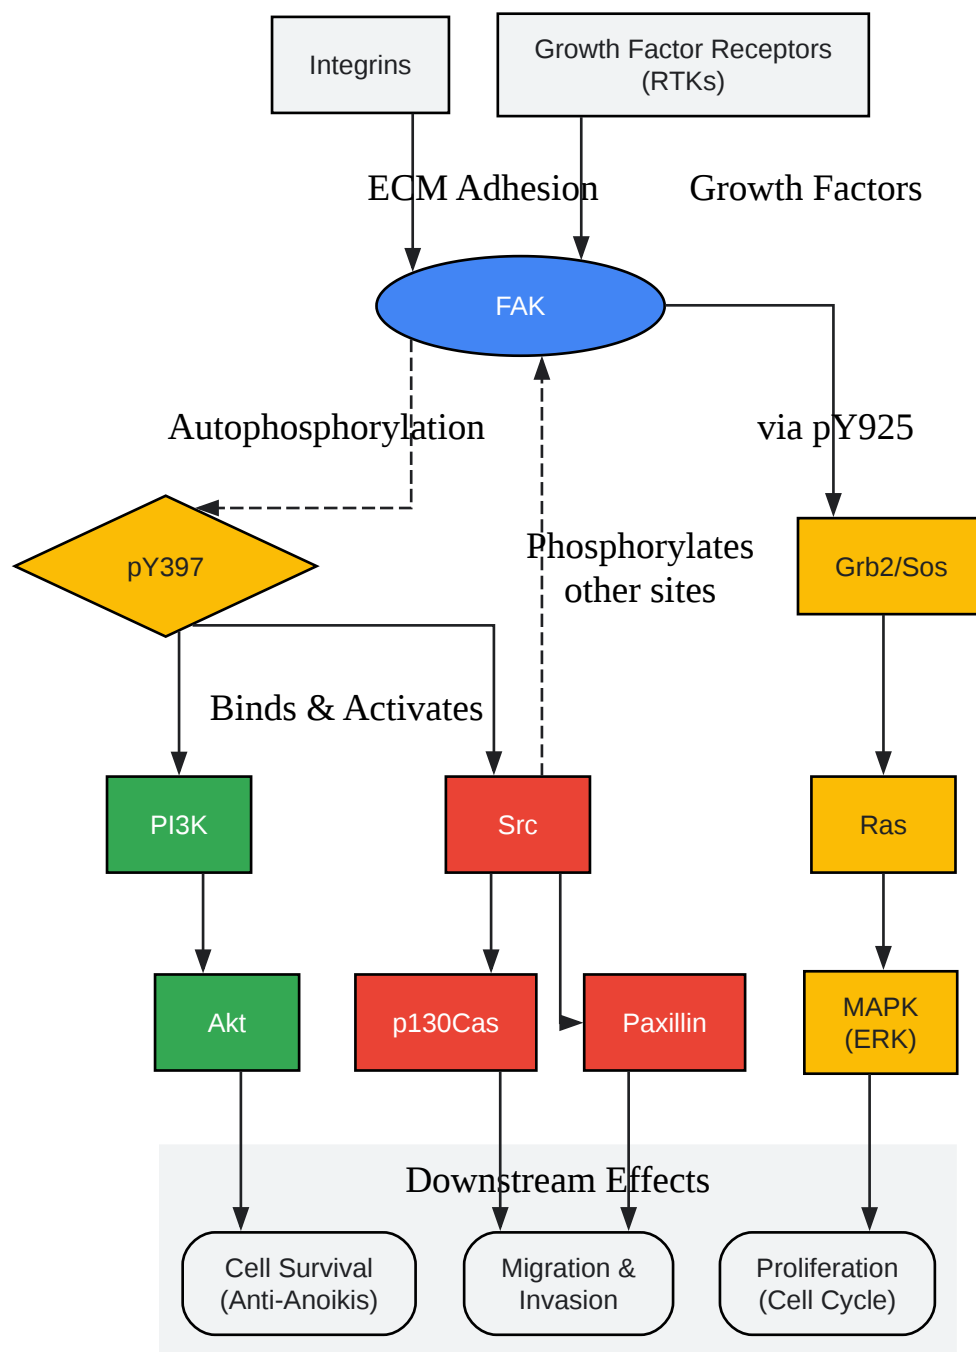 Integrins
Growth Factor Receptors
(RTKs)
ECM Adhesion
Growth Factors
FAK
Autophosphorylation
via pY925
pY397
Phosphorylates
other sites
Grb2/Sos
Binds & Activates
PI3K
Src
Ras
Akt
p130Cas
Paxillin
MAPK
(ERK)
Downstream Effects
Cell Survival
(Anti-Anoikis)
Migration &
Invasion
Proliferation
(Cell Cycle)